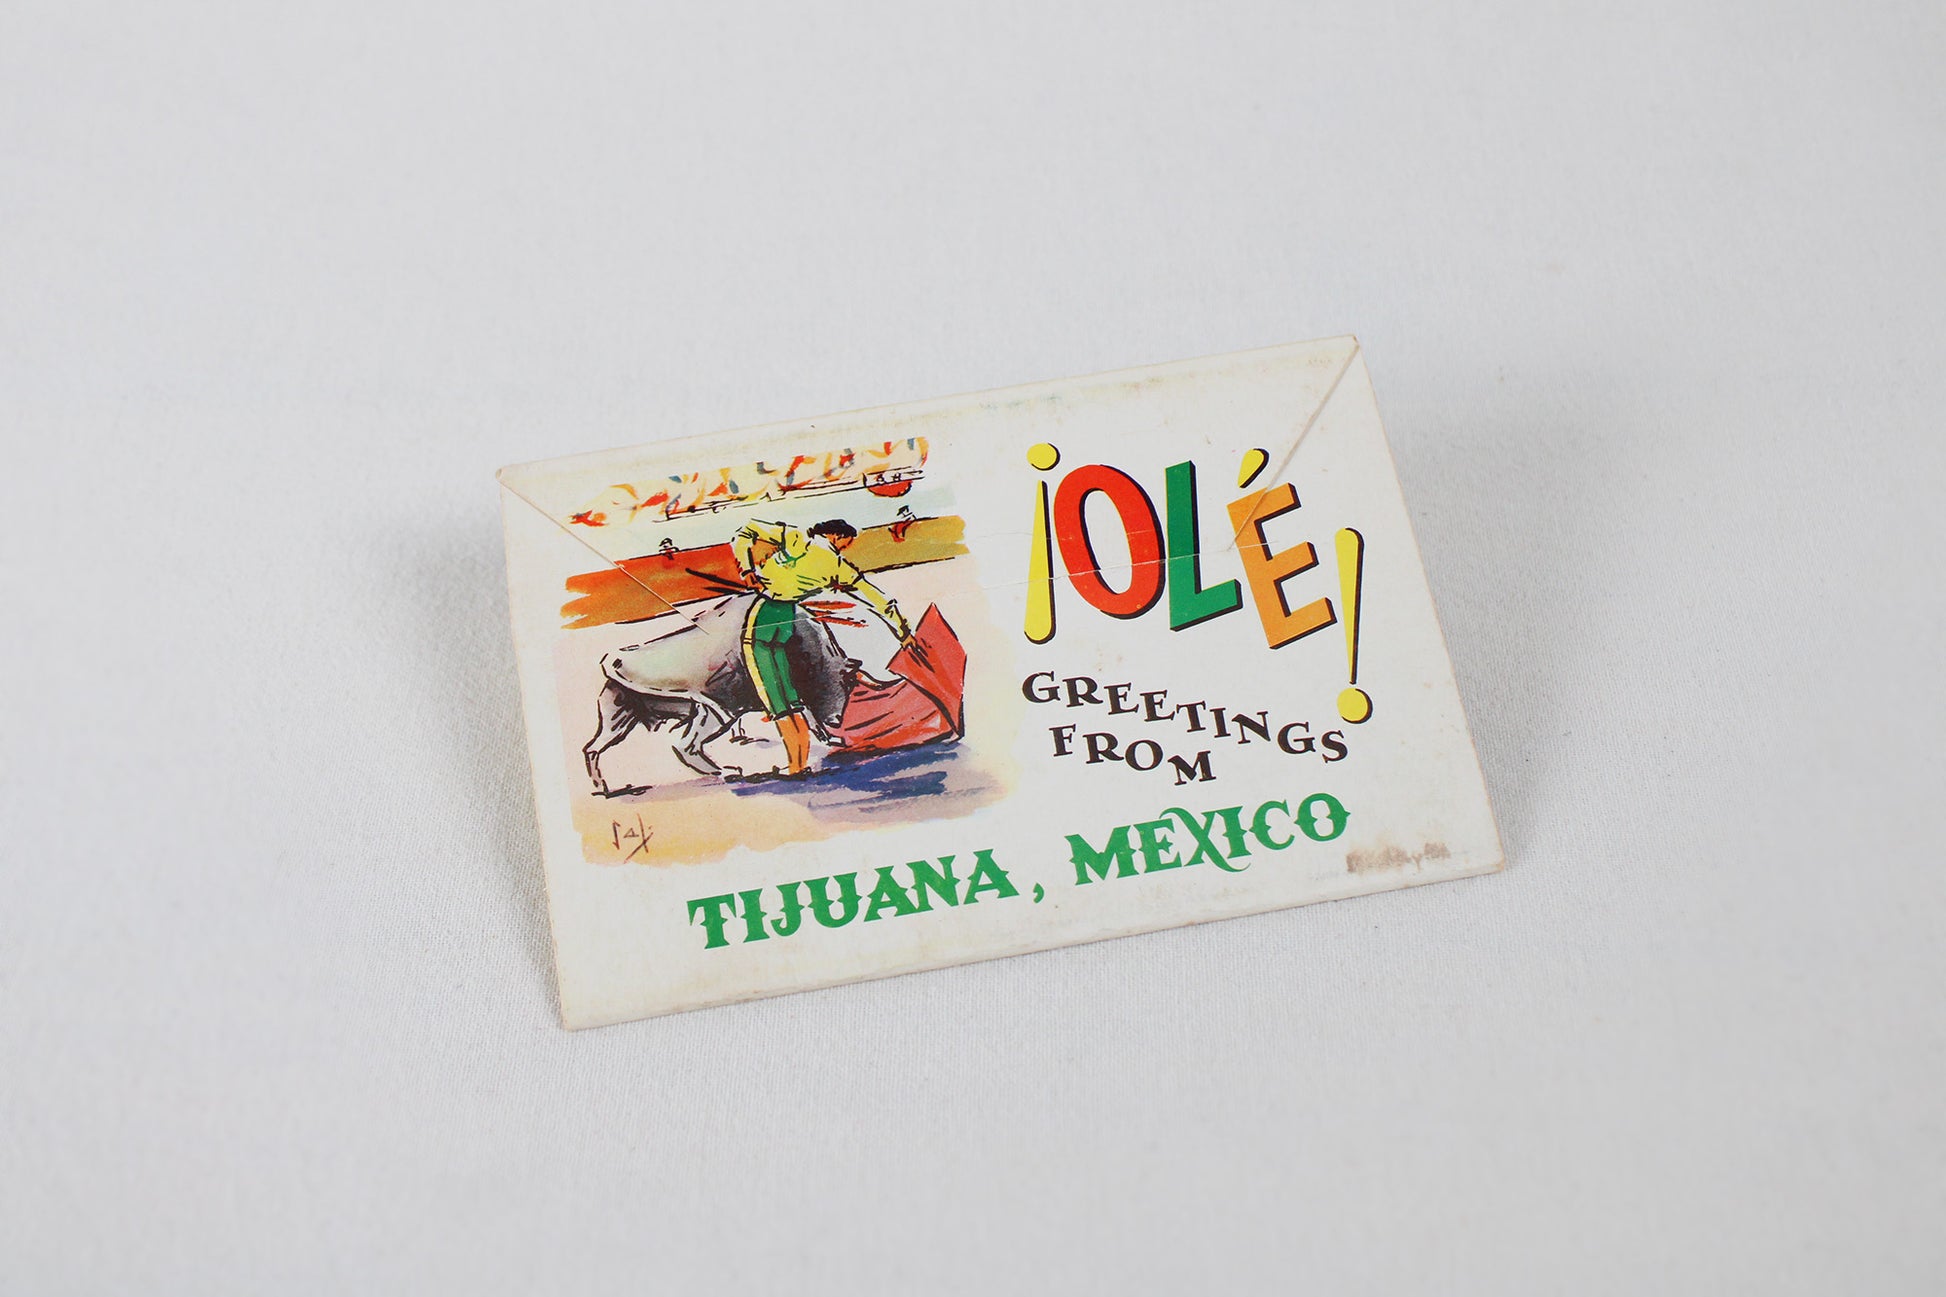 ¡OLÉ!
GREETINGS
FROM
TIJUANA, MEXICO